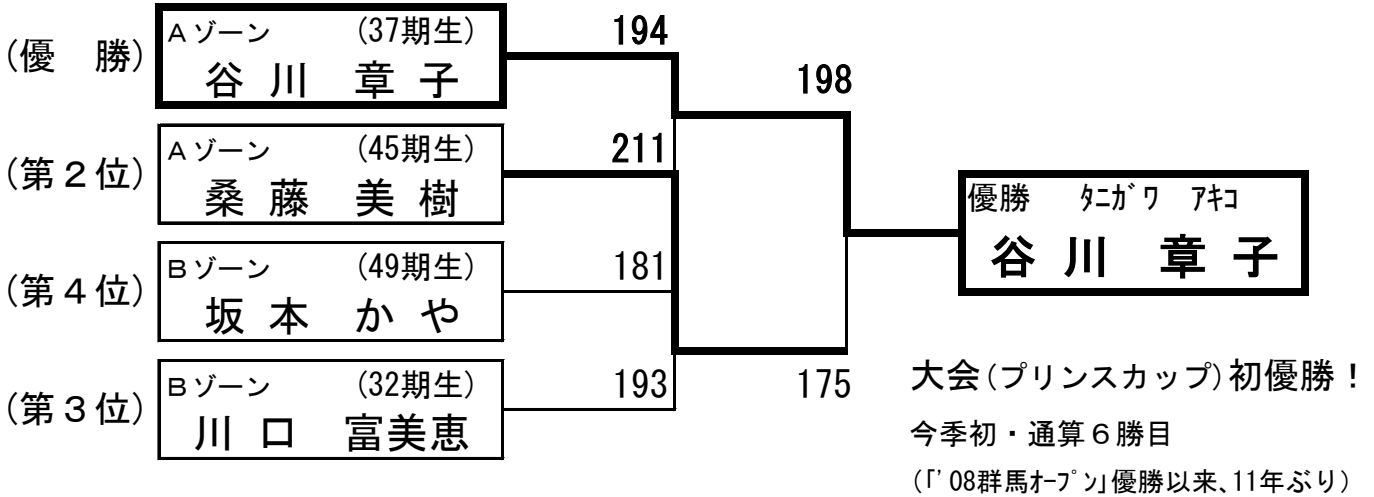 (優　勝)
Aゾーン　(37期生)
谷川　章子
194
(第２位)
Aゾーン　(45期生)
桑藤　美樹
211
(第４位)
Bゾーン　(49期生)
坂本　かや
181
(第３位)
Bゾーン　(32期生)
川口　富美恵
193
198
175
優勝　ﾀﾆｶﾞﾜ　ｱｷｺ
谷川　章子
大会(プリンスカップ)初優勝！
今季初・通算６勝目
(「'08群馬ｵｰﾌﾟﾝ」優勝以来、11年ぶり)